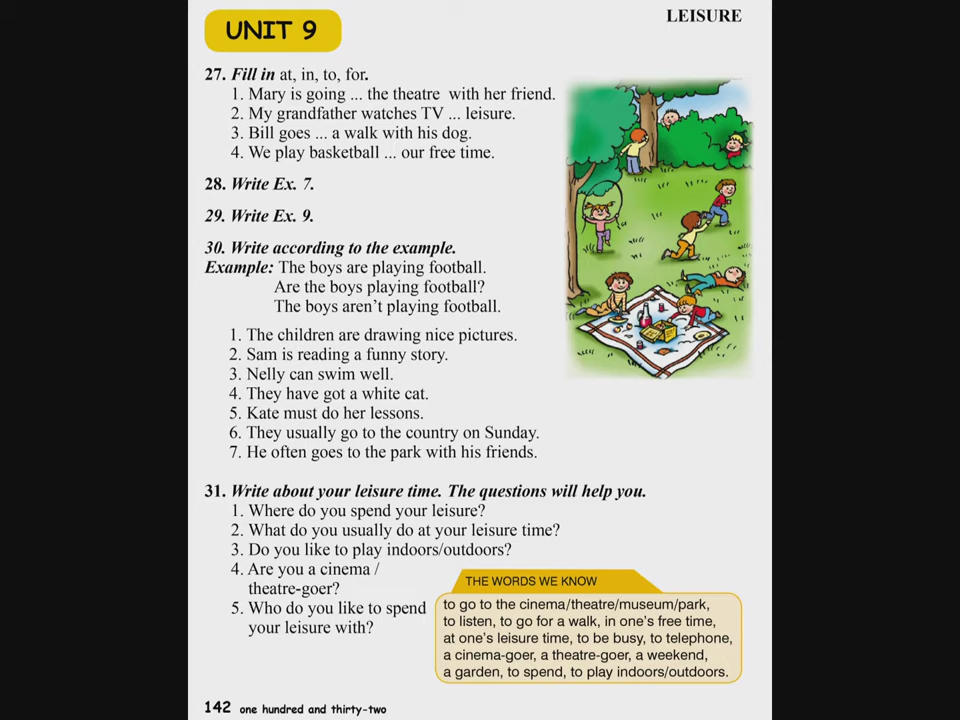 UNIT 9
LEISURE
27. Fill in at, in, to, for.
1. Mary is going ... the theatre with her friend.
2. My grandfather watches TV ... leisure.
3. Bill goes ... a walk with his dog.
4. We play basketball ... our free time.
28. Write Ex. 7.
29. Write Ex. 9.
30. Write according to the example.
Example: The boys are playing football.
Are the boys playing football?
The boys aren't playing football.
1. The children are drawing nice pictures.
2. Sam is reading a funny story.
3. Nelly can swim well.
4. They have got a white cat.
5. Kate must do her lessons.
6. They usually go to the country on Sunday.
7. He often goes to the park with his friends.
31. Write about your leisure time. The questions will help you.
1. Where do you spend your leisure?
2. What do you usually do at your leisure time?
3. Do you like to play indoors/outdoors?
4. Are you a cinema /
theatre-goer?
5. Who do you like to spend
your leisure with?
THE WORDS WE KNOW
to go to the cinema/theatre/museum/park,
to listen, to go for a walk, in one's free time,
at one's leisure time, to be busy, to telephone,
a cinema-goer, a theatre-goer, a weekend,
a garden, to spend, to play indoors/outdoors.
142 one hundred and thirty-two